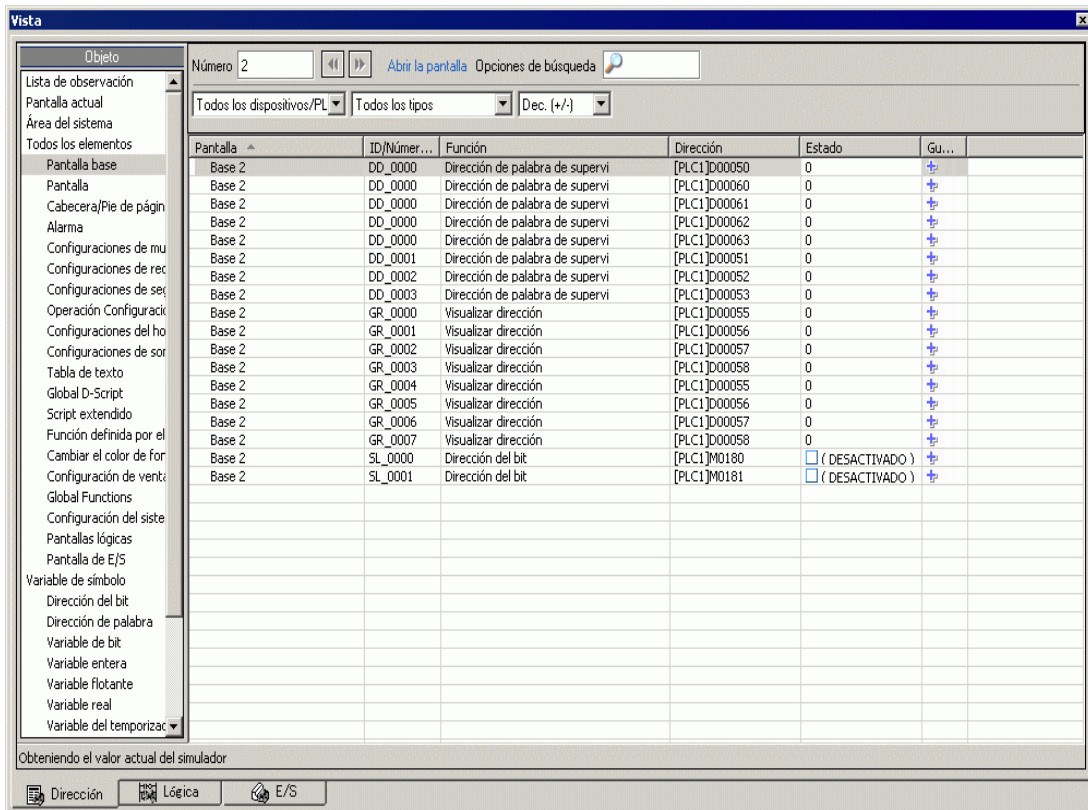 Vista
Objeto
Lista de observación
Pantalla actual
Área del sistema
Todos los elementos
Pantalla base
Pantalla
Cabecera/Pie de págin
Alarma
Configuraciones de mu
Configuraciones de rec
Configuraciones de seg
Operación Configuració
Configuraciones del ho
Configuraciones de son
Tabla de texto
Global D-Script
Script extendido
Función definida por el
Cambiar el color de fon
Configuración de venta
Global Functions
Configuración del siste
Pantallas lógicas
Pantalla de E/S
Variable de símbolo
Dirección del bit
Dirección de palabra
Variable de bit
Variable entera
Variable flotante
Variable real
Variable del temporizad
Número 2 Abrir la pantalla Opciones de búsqueda
Todos los dispositivos/PL Todos los tipos Dec. (+/-)
Pantalla ID/Númer... Función Dirección Estado Gu...
Base 2 DD_0000 Dirección de palabra de supervi [PLC1]D00050 0
Base 2 DD_0000 Dirección de palabra de supervi [PLC1]D00060 0
Base 2 DD_0000 Dirección de palabra de supervi [PLC1]D00061 0
Base 2 DD_0000 Dirección de palabra de supervi [PLC1]D00062 0
Base 2 DD_0000 Dirección de palabra de supervi [PLC1]D00063 0
Base 2 DD_0001 Dirección de palabra de supervi [PLC1]D00051 0
Base 2 DD_0002 Dirección de palabra de supervi [PLC1]D00052 0
Base 2 DD_0003 Dirección de palabra de supervi [PLC1]D00053 0
Base 2 GR_0000 Visualizar dirección [PLC1]D00055 0
Base 2 GR_0001 Visualizar dirección [PLC1]D00056 0
Base 2 GR_0002 Visualizar dirección [PLC1]D00057 0
Base 2 GR_0003 Visualizar dirección [PLC1]D00058 0
Base 2 GR_0004 Visualizar dirección [PLC1]D00055 0
Base 2 GR_0005 Visualizar dirección [PLC1]D00056 0
Base 2 GR_0006 Visualizar dirección [PLC1]D00057 0
Base 2 GR_0007 Visualizar dirección [PLC1]D00058 0
Base 2 SL_0000 Dirección del bit [PLC1]M0180 ( DESACTIVADO )
Base 2 SL_0001 Dirección del bit [PLC1]M0181 ( DESACTIVADO )
Obteniendo el valor actual del simulador
Dirección Lógica E/S